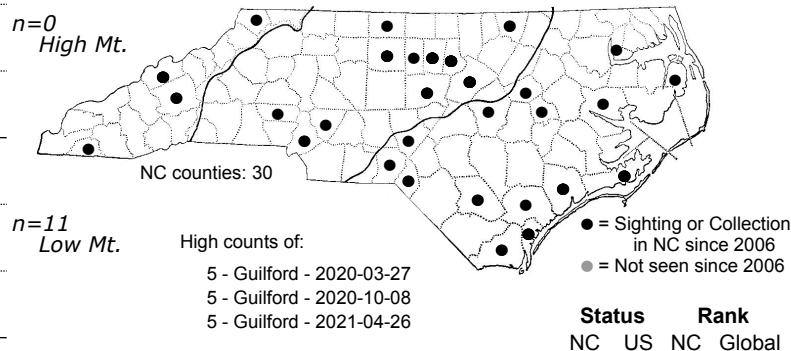 n=0
High Mt.
NC counties: 30
n=11
Low Mt.
High counts of:
5 - Guilford - 2020-03-27
5 - Guilford - 2020-10-08
5 - Guilford - 2021-04-26
= Sighting or Collection
in NC since 2006
= Not seen since 2006
Status Rank
NC US NC Global